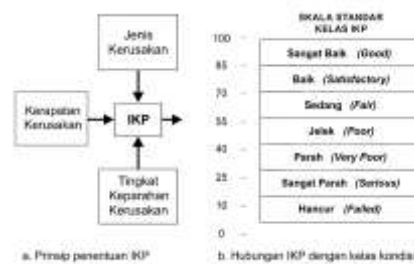 Jenis
Kerusakan
Kerapatan
Kerusakan
IKP
Tingkat
Keparahan
Kerusakan
a. Prinsip penentuan IKP
SKALA STANDAR
KELAS IKP
100
Sangat Baik (Good)
85
Baik (Satisfactory)
70
Sedang (Fair)
55
Jelek (Poor)
40
Parah (Very Poor)
25
Sangat Parah (Serious)
10
Hancur (Failed)
0
b. Hubungan IKP dengan kelas kondisi